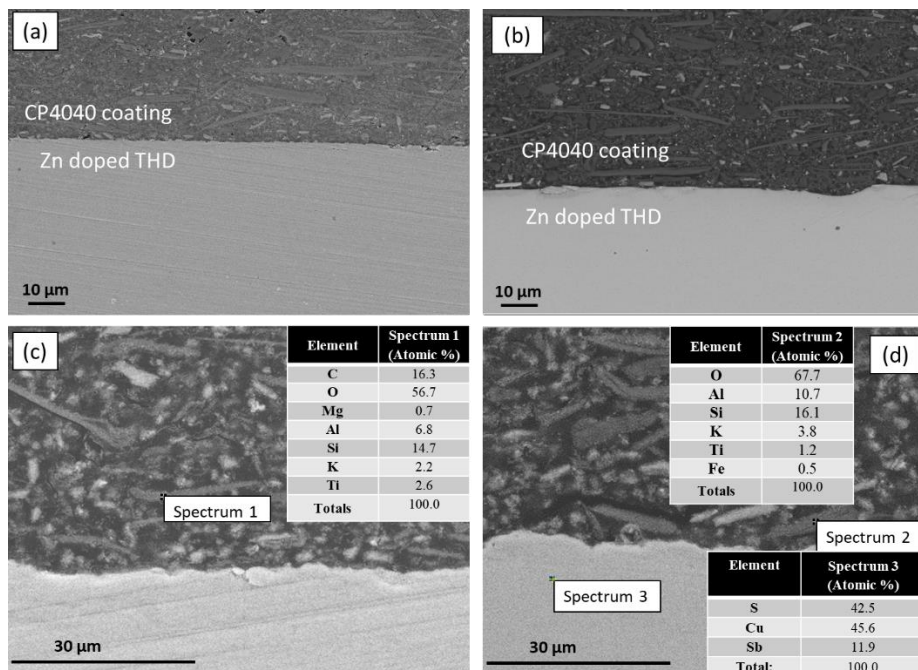 (a)
CP4040 coating
Zn doped THD
10 µm
(b)
CP4040 coating
Zn doped THD
10 µm
(c)
Element Spectrum 1 (Atomic %)
C 16.3
O 56.7
Mg 0.7
Al 6.8
Si 14.7
K 2.2
Ti 2.6
Totals 100.0
Spectrum 1
30 µm
(d)
Element Spectrum 2 (Atomic %)
O 67.7
Al 10.7
Si 16.1
K 3.8
Ti 1.2
Fe 0.5
Totals 100.0
Spectrum 2
Spectrum 3
Element Spectrum 3 (Atomic %)
S 42.5
Cu 45.6
Sb 11.9
Total: 100.0
30 µm